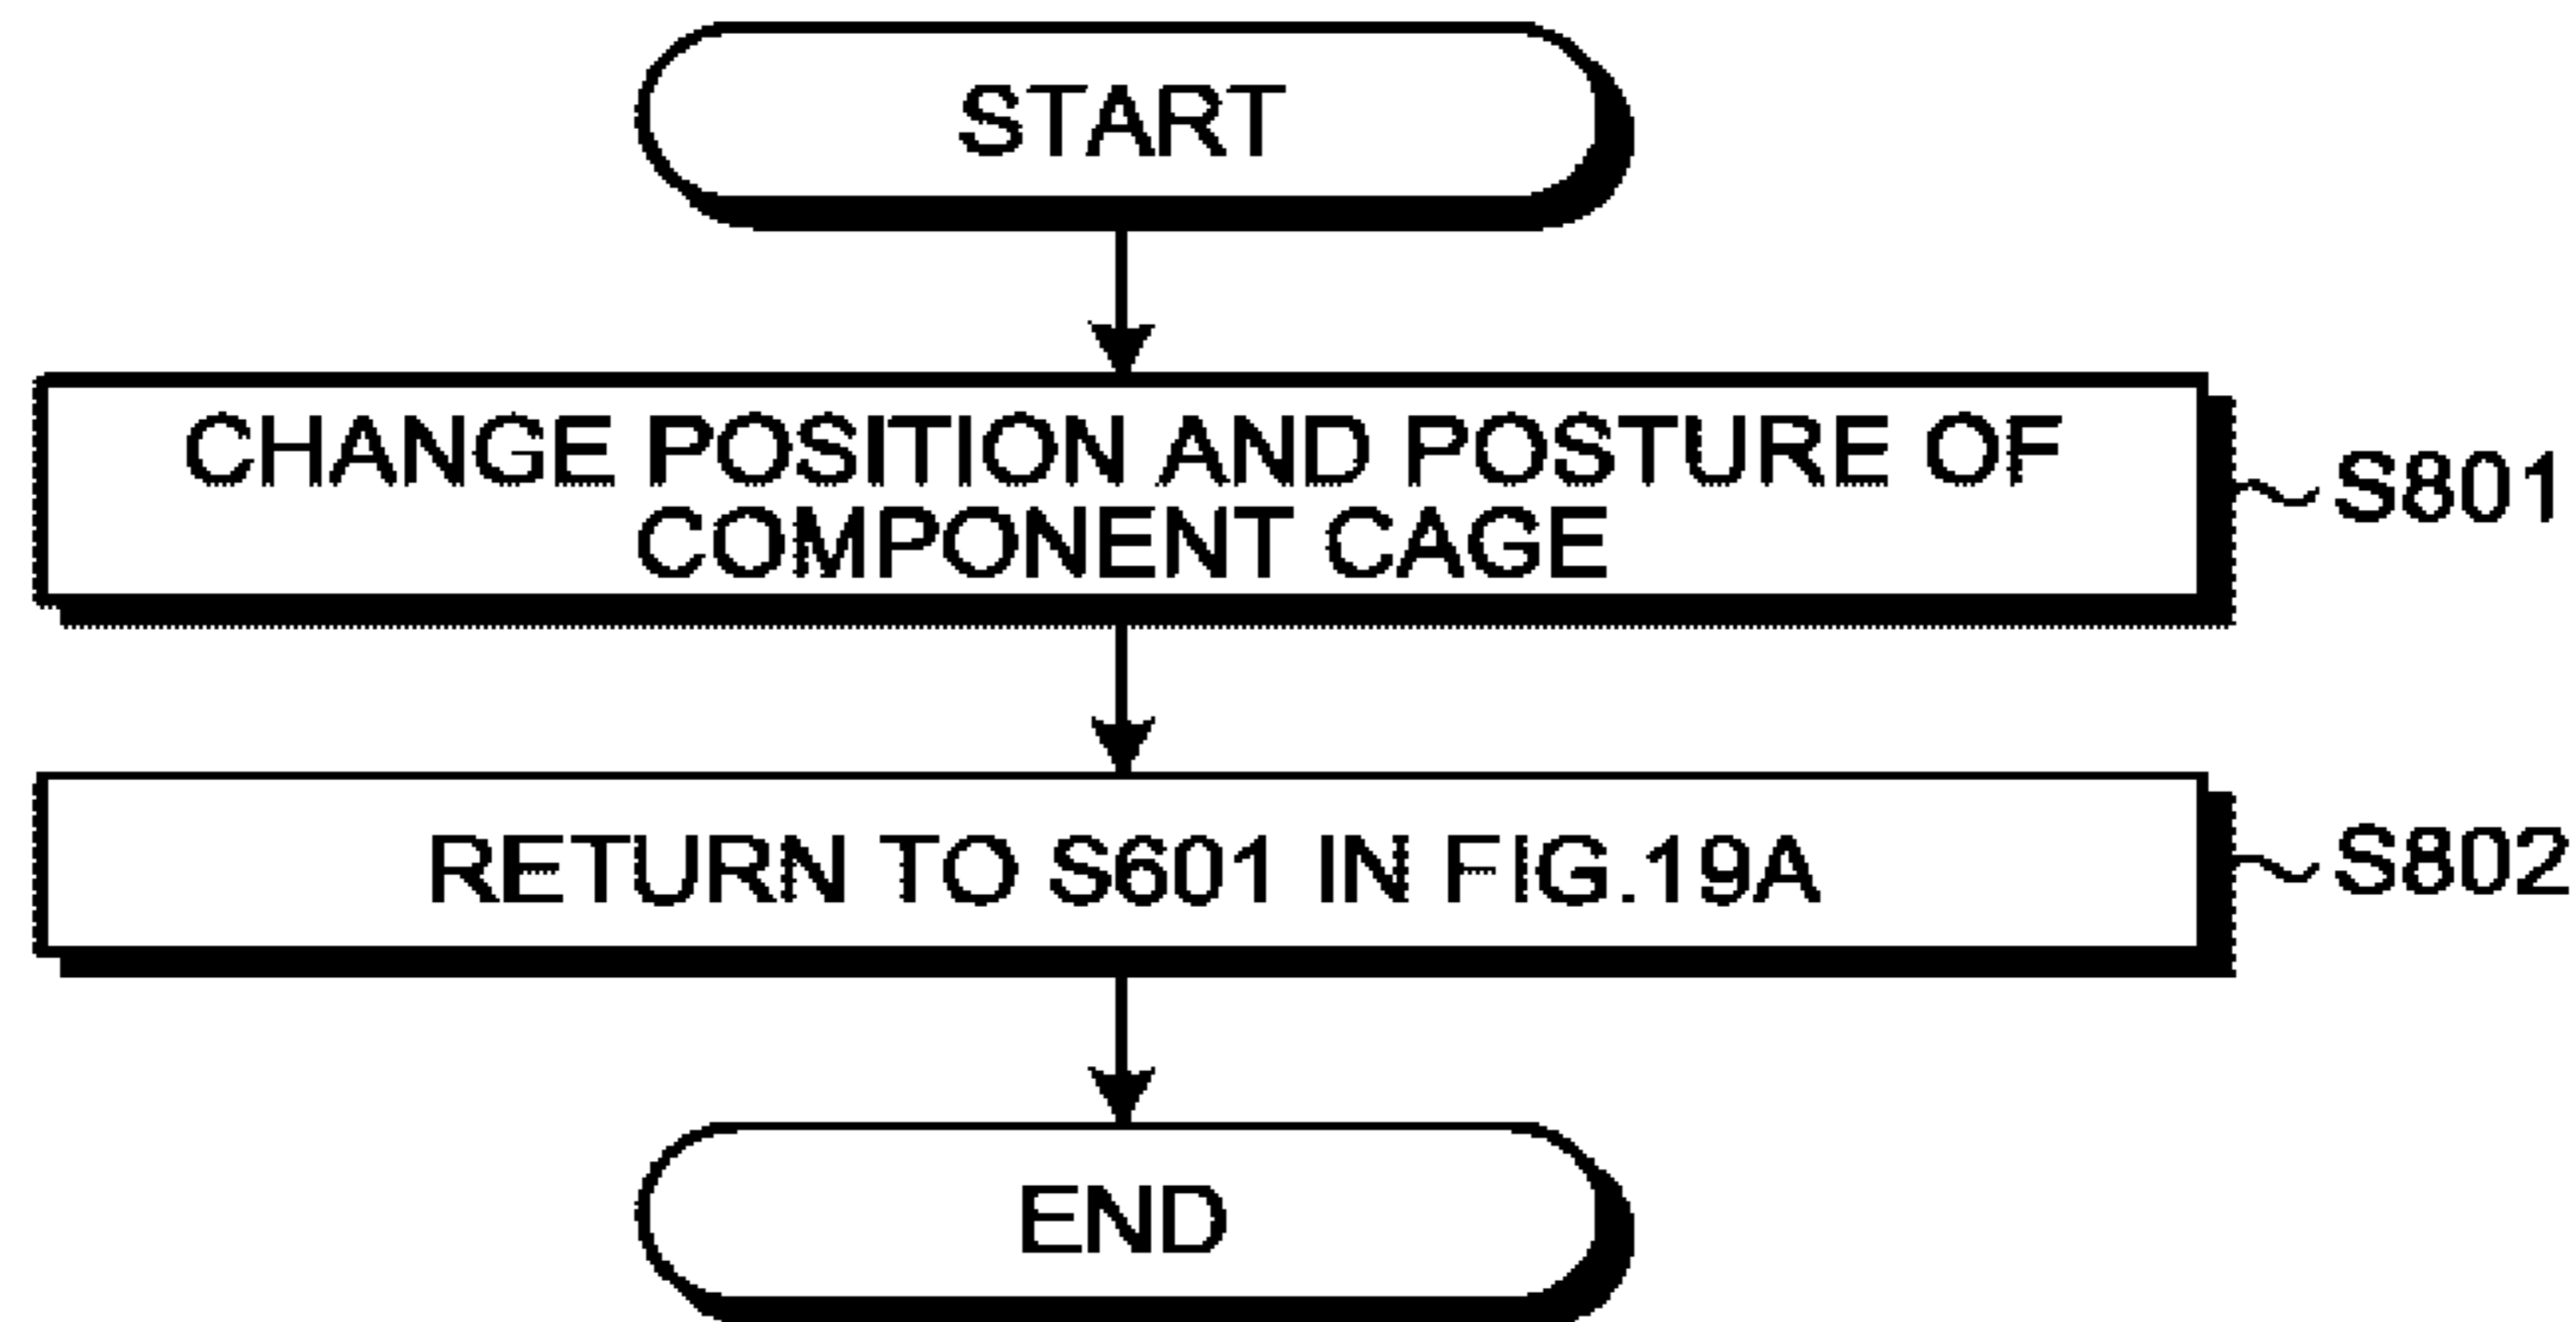 START
CHANGE POSITION AND POSTURE OF
COMPONENT CAGE
S801
RETURN TO S601 IN FIG.19A
S802
END